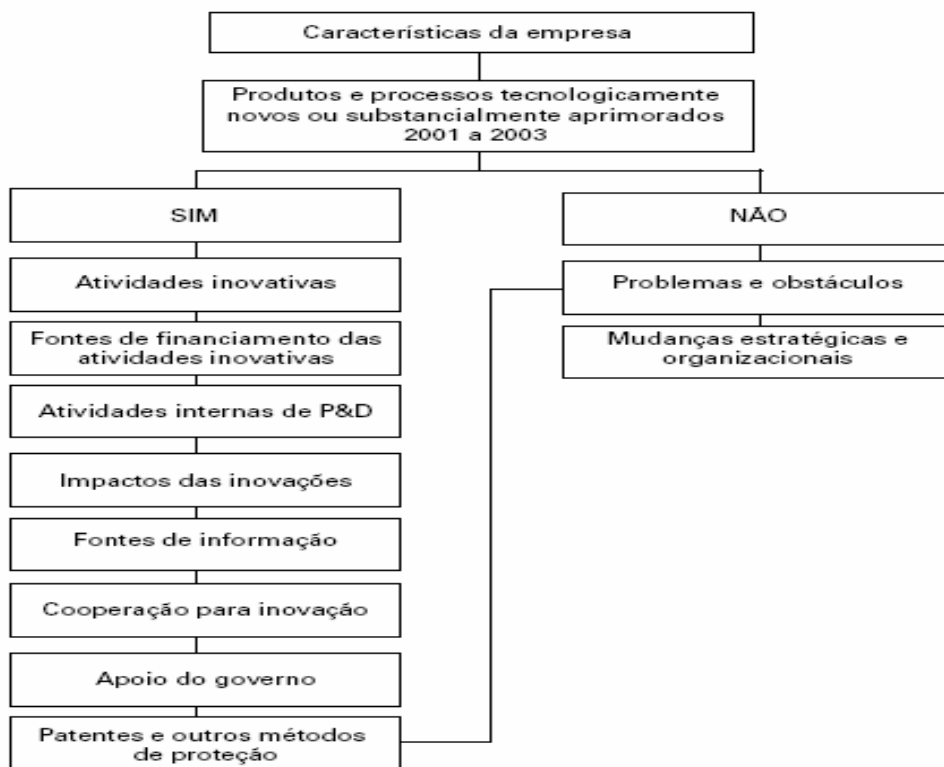 Características da empresa
Produtos e processos tecnologicamente
novos ou substancialmente aprimorados
2001 a 2003
SIM
Atividades inovativas
Fontes de financiamento das
atividades inovativas
Atividades internas de P&D
Impactos das inovações
Fontes de informação
Cooperação para inovação
Apoio do governo
Patentes e outros métodos
de proteção
NÃO
Problemas e obstáculos
Mudanças estratégicas e
organizacionais